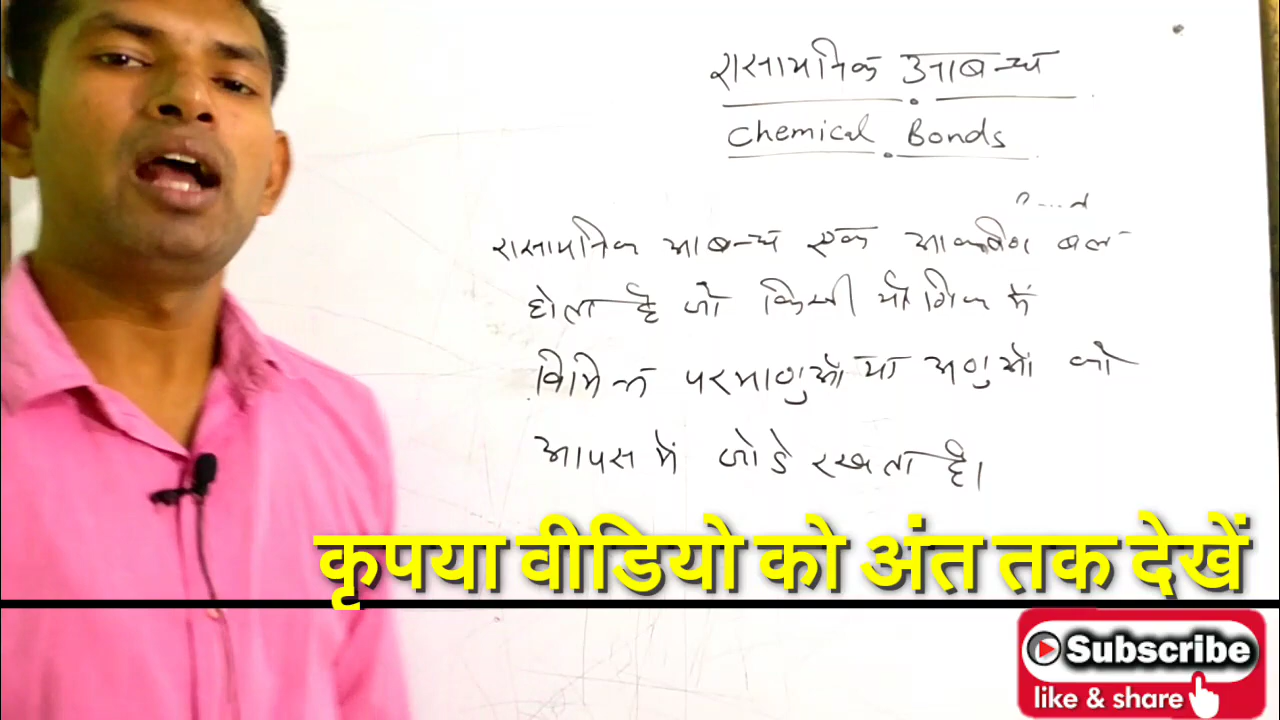 रासायनिक आबन्ध
Chemical Bonds
रासायनिक आबन्ध एक आकर्षण बल
होता है जो किसी यौगिक में
विभिन्न परमाणुओं या अणुओं को
आपस में जोडे रखता है।
कृपया वीडियो को अंत तक देखें
Subscribe
like & share